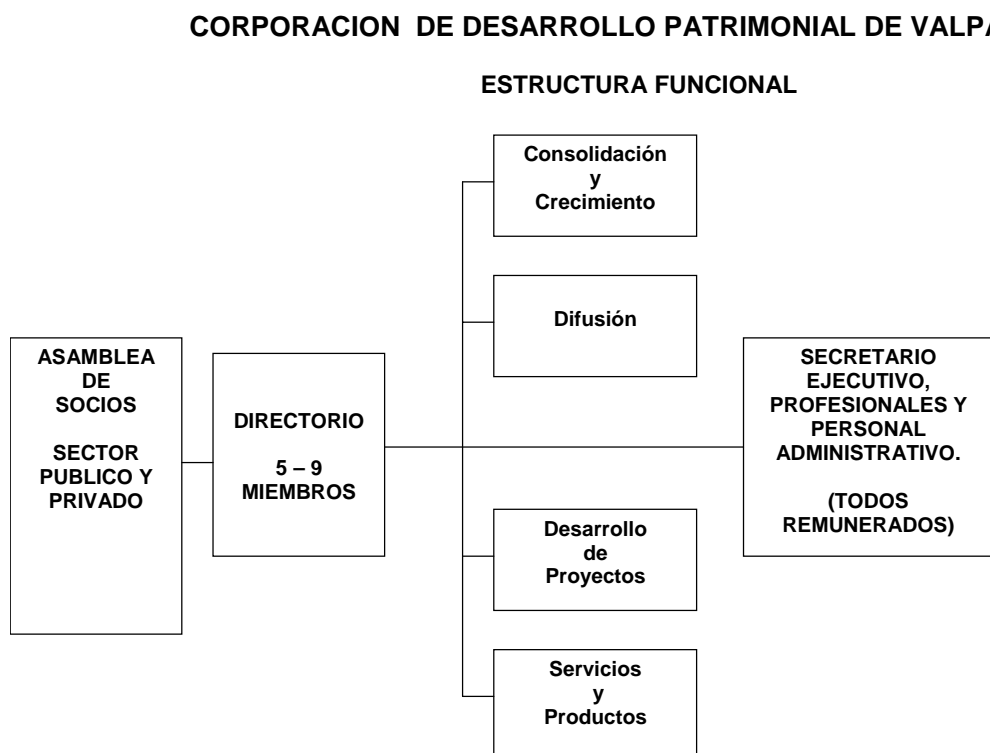 CORPORACION DE DESARROLLO PATRIMONIAL DE
ESTRUCTURA FUNCIONAL
Consolidación
y
Crecimiento
Difusión
ASAMBLEA
DE
SOCIOS
SECTOR
PUBLICO Y
PRIVADO
DIRECTORIO
5 – 9
MIEMBROS
SECRETARIO
EJECUTIVO,
PROFESIONALES Y
PERSONAL
ADMINISTRATIVO.
(TODOS
REMUNERADOS)
Desarrollo
de
Proyectos
Servicios
y
Productos